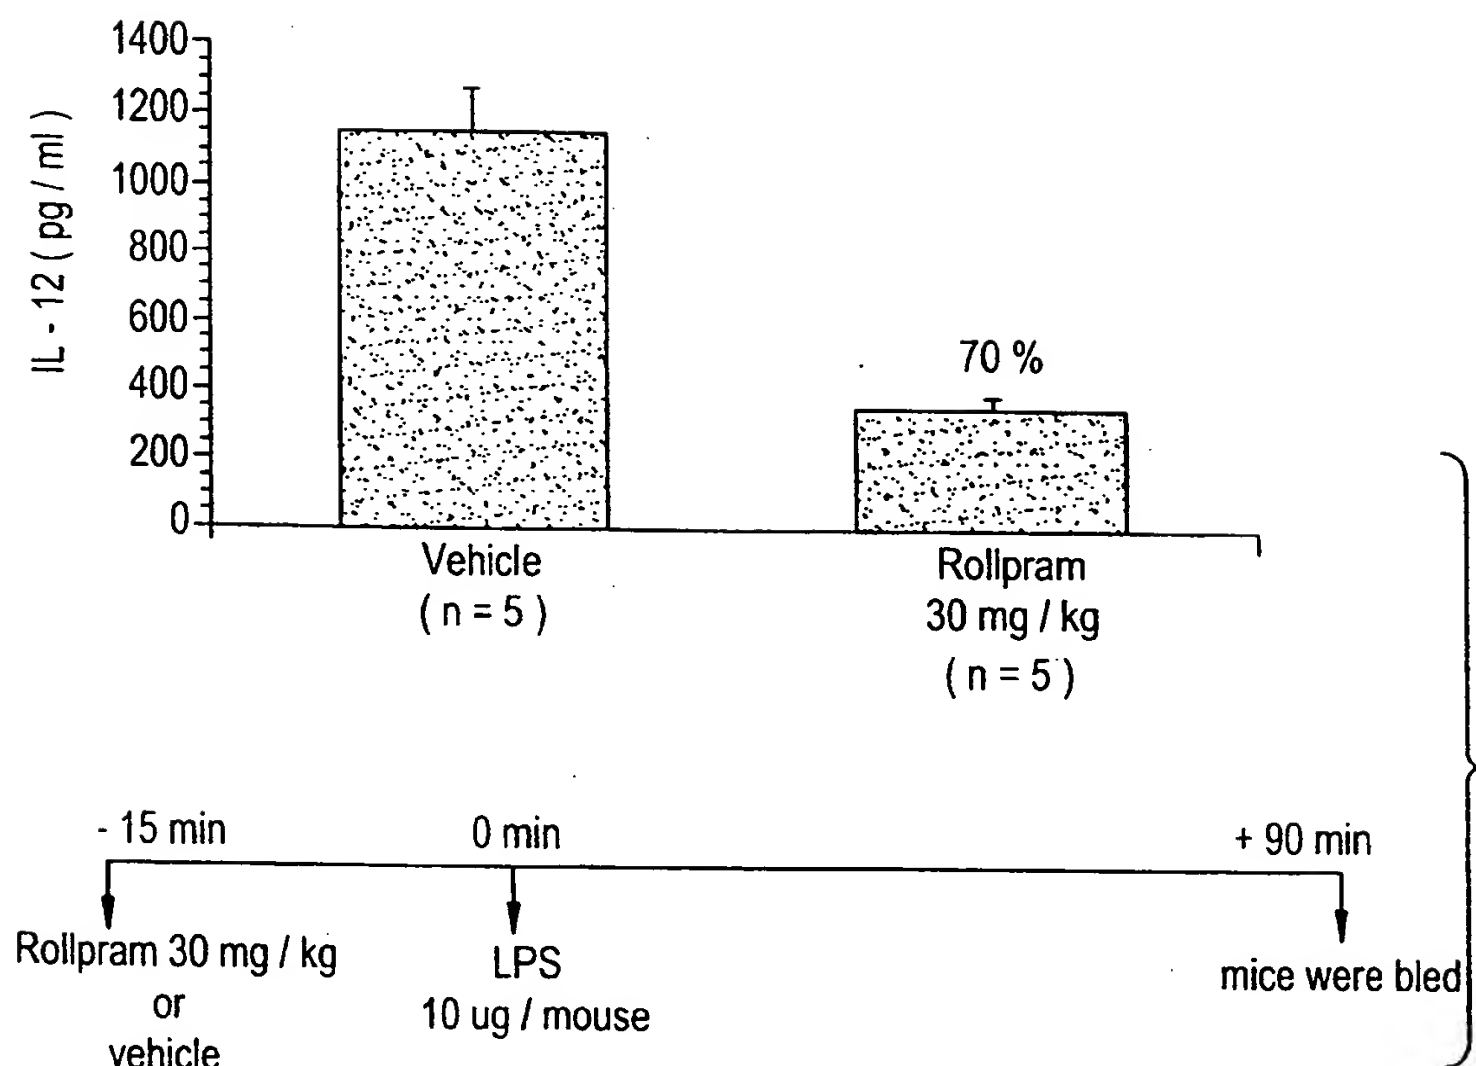 1400
1200
1000
800
600
400
200
0
IL - 12 ( pg / ml )
70 %
Vehicle
( n = 5 )
Rollpram
30 mg / kg
( n = 5 )
- 15 min
0 min
+ 90 min
Rollpram 30 mg / kg
or
vehicle
LPS
10 ug / mouse
mice were bled